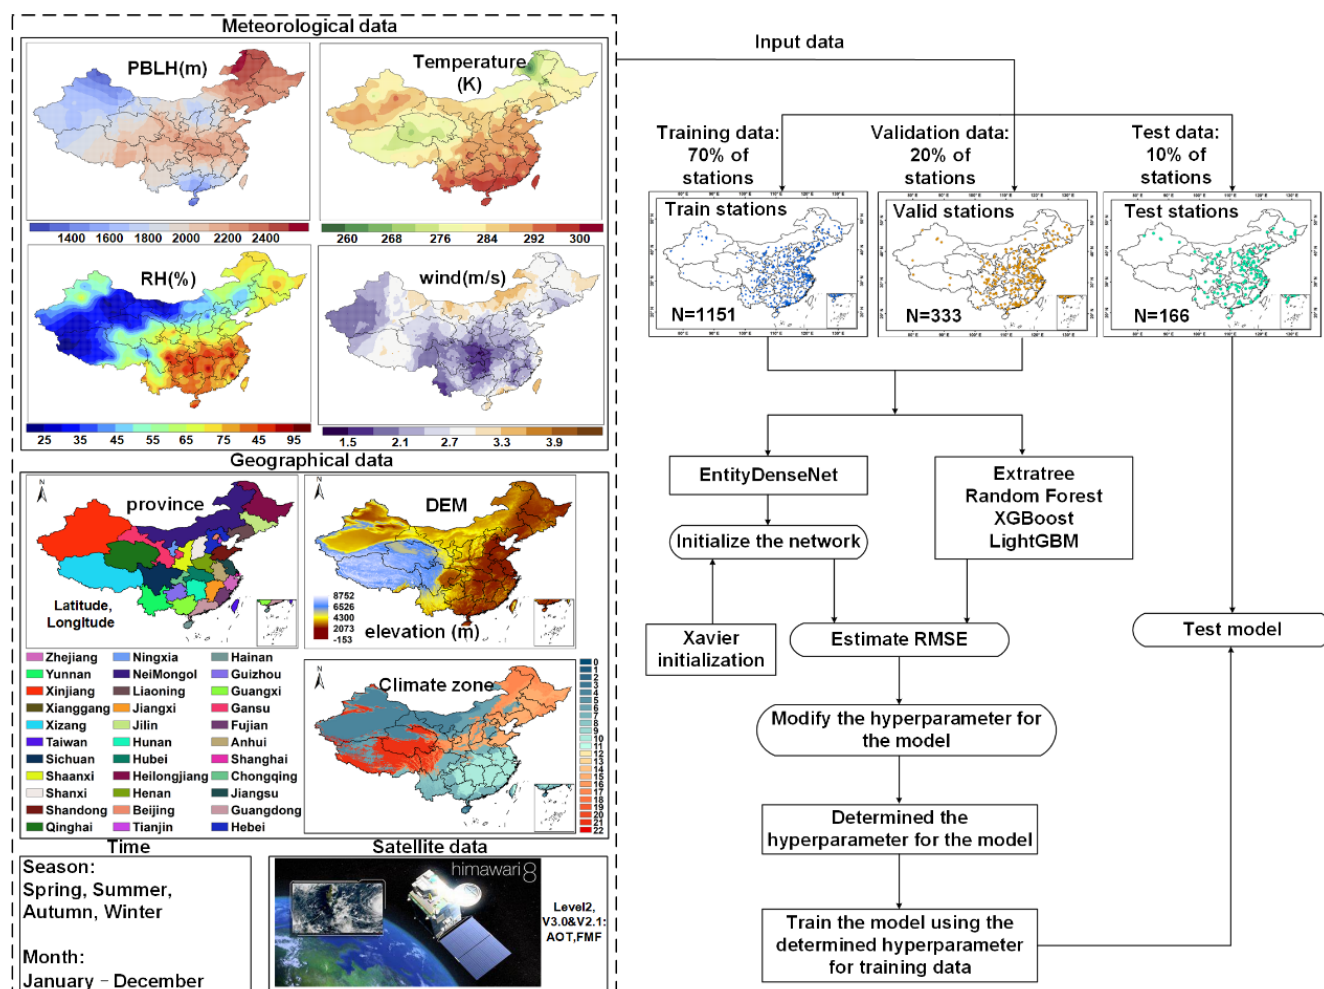 Meteorological data
PBLH(m)
1400 1600 1800 2000 2200 2400
Temperature
(K)
260 268 276 284 292 300
RH(%)
25 35 45 55 65 75 45 95
wind(m/s)
1.5 2.1 2.7 3.3 3.9
Geographical data
N
province
Latitude,
Longltude
Zhejiang Ningxia Hainan
Yunnan NeiMongol Guizhou
Xinjiang Liaoning Guangxi
Xianggang Jiangxi Gansu
Xizang Jilin Fujian
Taiwan Hunan Anhui
Sichuan Hubei Shanghai
Shaanxi Heilongjiang Chongqing
Shanxi Henan Jiangsu
Shandong Beijing Guangdong
Qinghai Tianjin Hebei
N
DEM
8752
6526
4300
2073
-153
elevation (m)
N
Climate zone
0
1
2
3
4
5
6
7
8
9
10
11
12
13
14
15
16
17
18
19
20
21
22
Time
Season:
Spring, Summer,
Autumn, Winter
Month:
January - December
Satellite data
himawari 8
Level2,
V3.0&V2.1:
AOT,FMF
Input data
Training data:
70% of
stations
Validation data:
20% of
stations
Test data:
10% of
stations
Train stations
N=1151
Valid stations
N=333
Test stations
N=166
EntityDenseNet
Extratree
Random Forest
XGBoost
LightGBM
Initialize the network
Xavier
initialization
Estimate RMSE
Test model
Modify the hyperparameter for
the model
Determined the
hyperparameter for the model
Train the model using the
determined hyperparameter
for training data